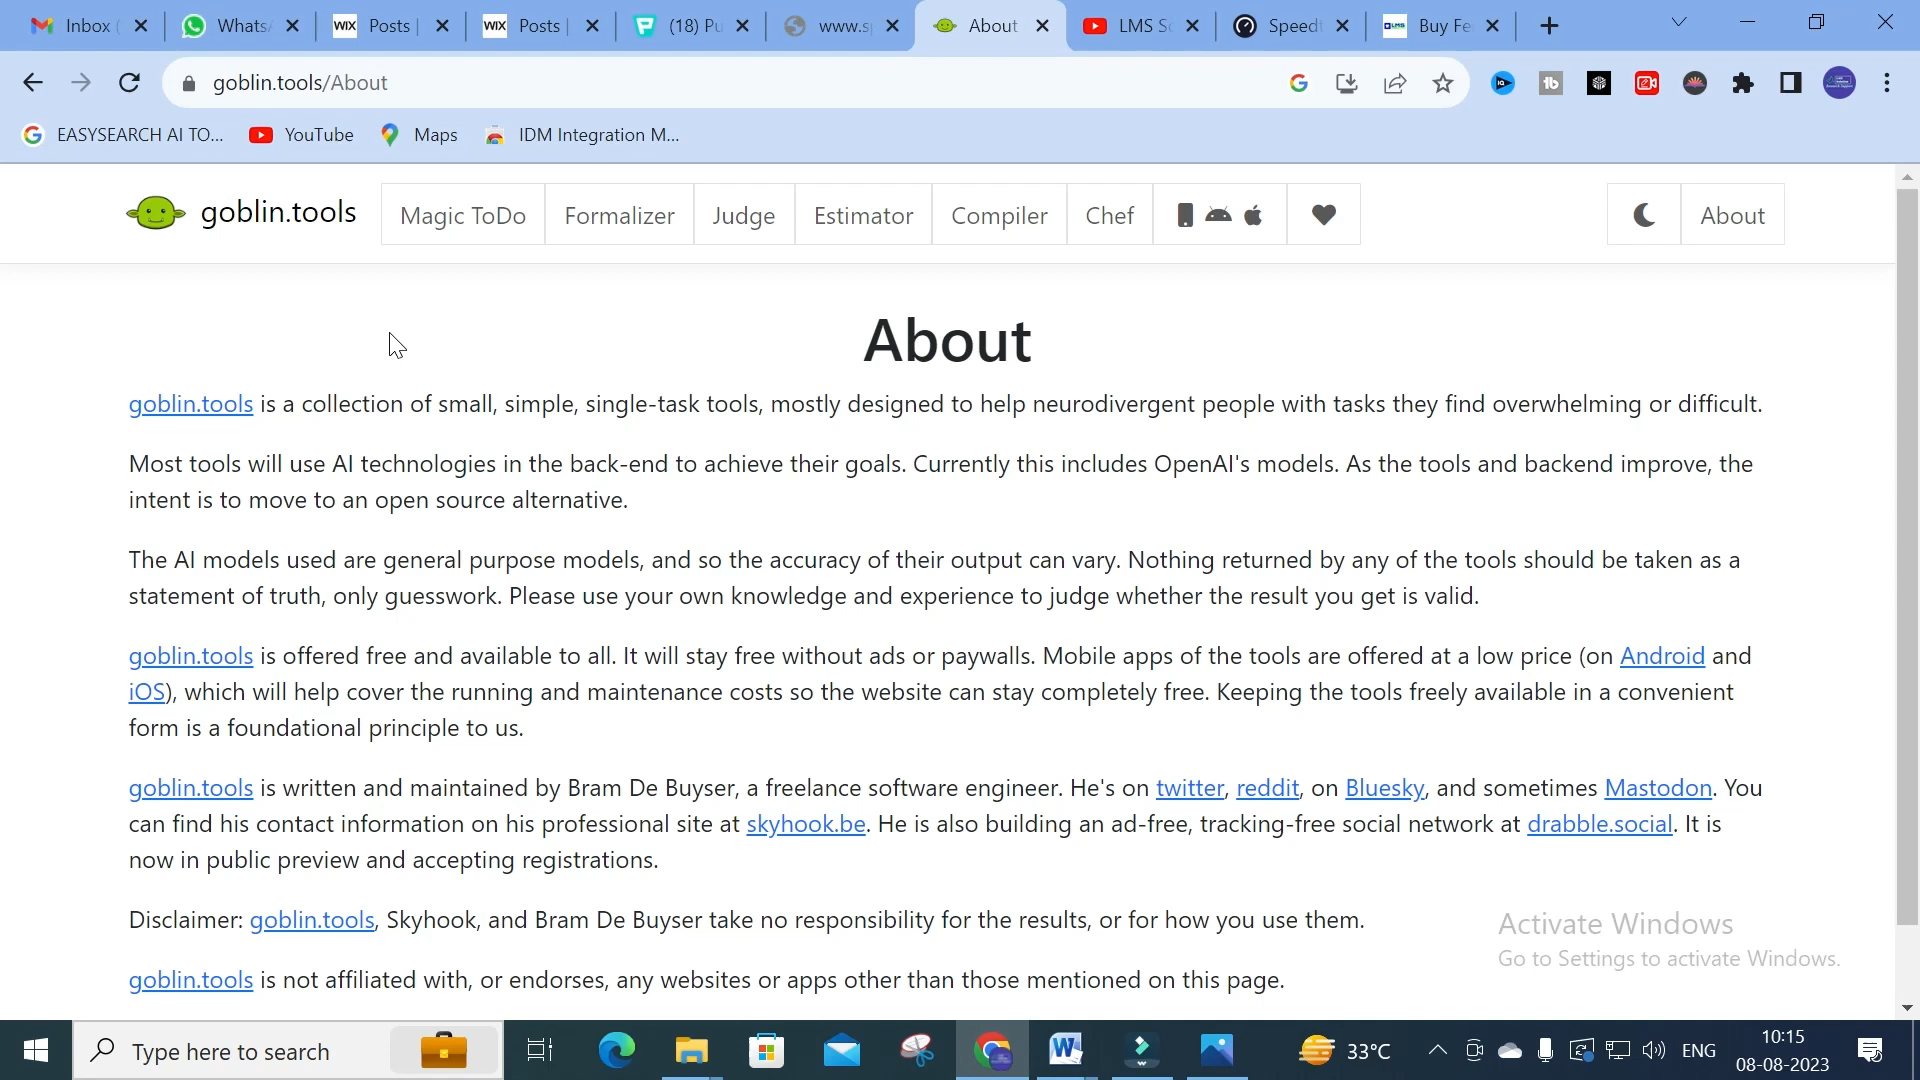 Inbox (
Whats
WIX Posts |
WIX Posts |
(18) Pu
www.s
About
LMS So
Speedt
Buy Fe
goblin.tools/About
EASYSEARCH AI TO...
YouTube
Maps
IDM Integration M...
goblin.tools
Magic ToDo
Formalizer
Judge
Estimator
Compiler
Chef
About
About
goblin.tools is a collection of small, simple, single-task tools, mostly designed to help neurodivergent people with tasks they find overwhelming or difficult.
Most tools will use AI technologies in the back-end to achieve their goals. Currently this includes OpenAI's models. As the tools and backend improve, the
intent is to move to an open source alternative.
The AI models used are general purpose models, and so the accuracy of their output can vary. Nothing returned by any of the tools should be taken as a
statement of truth, only guesswork. Please use your own knowledge and experience to judge whether the result you get is valid.
goblin.tools is offered free and available to all. It will stay free without ads or paywalls. Mobile apps of the tools are offered at a low price (on Android and
iOS), which will help cover the running and maintenance costs so the website can stay completely free. Keeping the tools freely available in a convenient
form is a foundational principle to us.
goblin.tools is written and maintained by Bram De Buyser, a freelance software engineer. He's on twitter, reddit, on Bluesky, and sometimes Mastodon. You
can find his contact information on his professional site at skyhook.be. He is also building an ad-free, tracking-free social network at drabble.social. It is
now in public preview and accepting registrations.
Disclaimer: goblin.tools, Skyhook, and Bram De Buyser take no responsibility for the results, or for how you use them.
goblin.tools is not affiliated with, or endorses, any websites or apps other than those mentioned on this page.
Activate Windows
Go to Settings to activate Windows.
Type here to search
33°C
ENG
10:15
08-08-2023